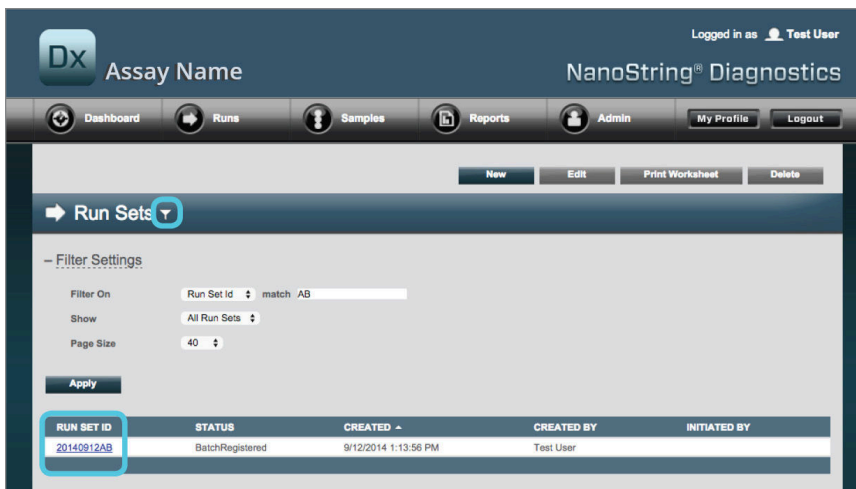 Logged in as Test User
Dx Assay Name
NanoString® Diagnostics
Dashboard Runs Samples Reports Admin My Profile Logout
New Edit Print Worksheet Delete
Run Sets
– Filter Settings
Filter On Run Set Id match AB
Show All Run Sets
Page Size 40
Apply
RUN SET ID STATUS CREATED CREATED BY INITIATED BY
20140912AB BatchRegistered 9/12/2014 1:13:56 PM Test User